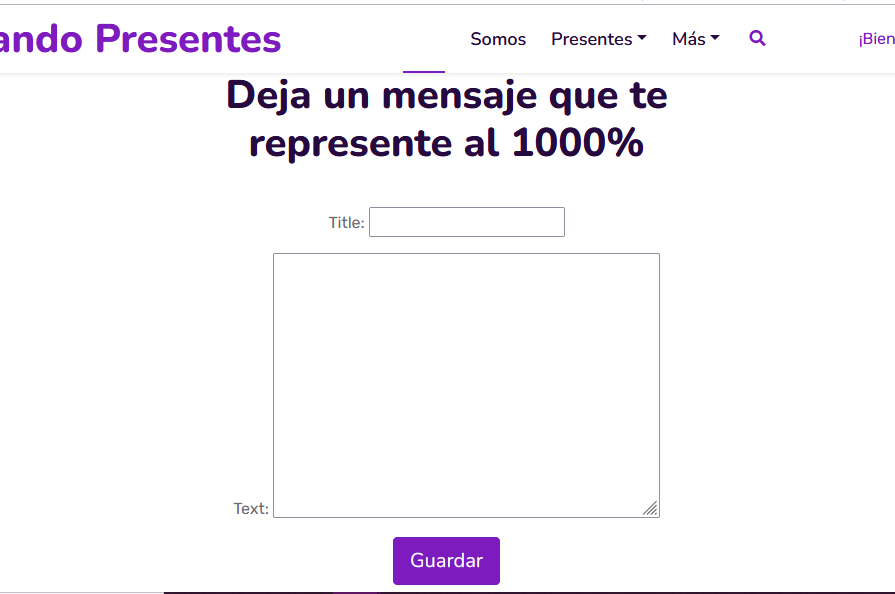 ando Presentes
Somos Presentes Más ¡Bien
Deja un mensaje que te
represente al 1000%
Title:
Text:
Guardar